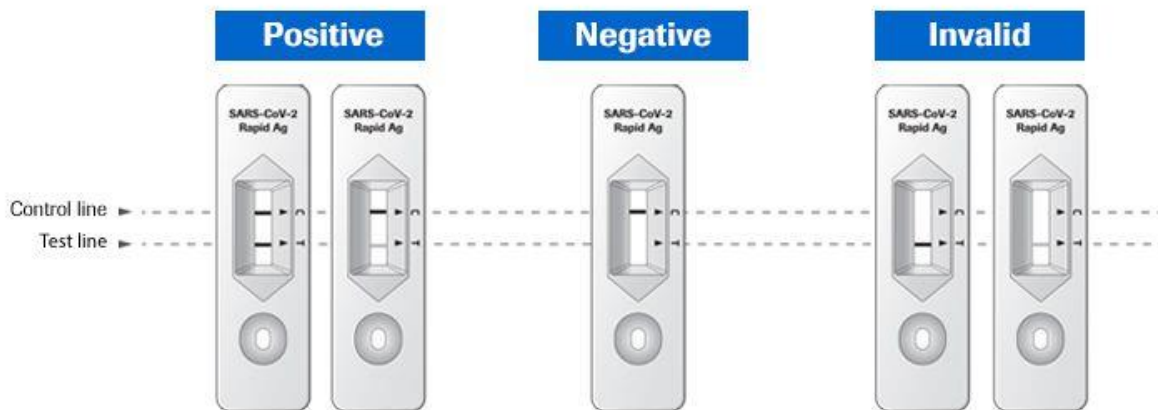 Positive
Negative
Invalid
SARS-CoV-2
Rapid Ag
SARS-CoV-2
Rapid Ag
SARS-CoV-2
Rapid Ag
SARS-CoV-2
Rapid Ag
SARS-CoV-2
Rapid Ag
Control line
C
C
C
C
C
Test line
T
T
T
T
T